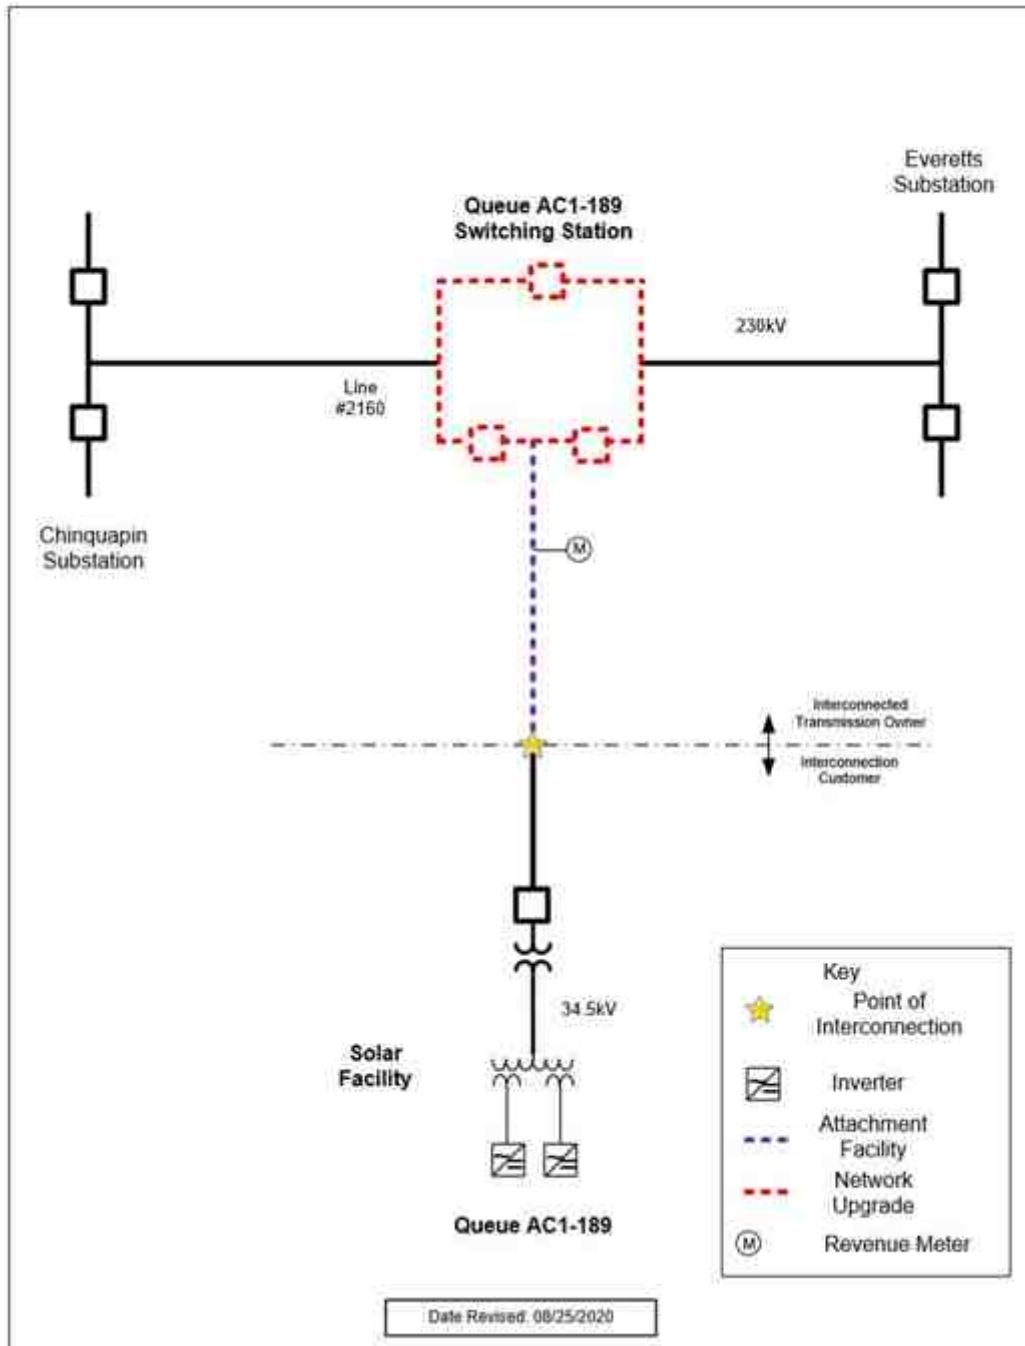 Everetts
Substation
Queue AC1-189
Switching Station
230kV
Line
#2160
Chinquapin
Substation
M
Interconnected
Transmission Owner
Interconnection
Customer
34.5kV
Solar
Facility
Queue AC1-189
Key
Point of
Interconnection
Inverter
Attachment
Facility
Network
Upgrade
M
Revenue Meter
Date Revised: 08/25/2020